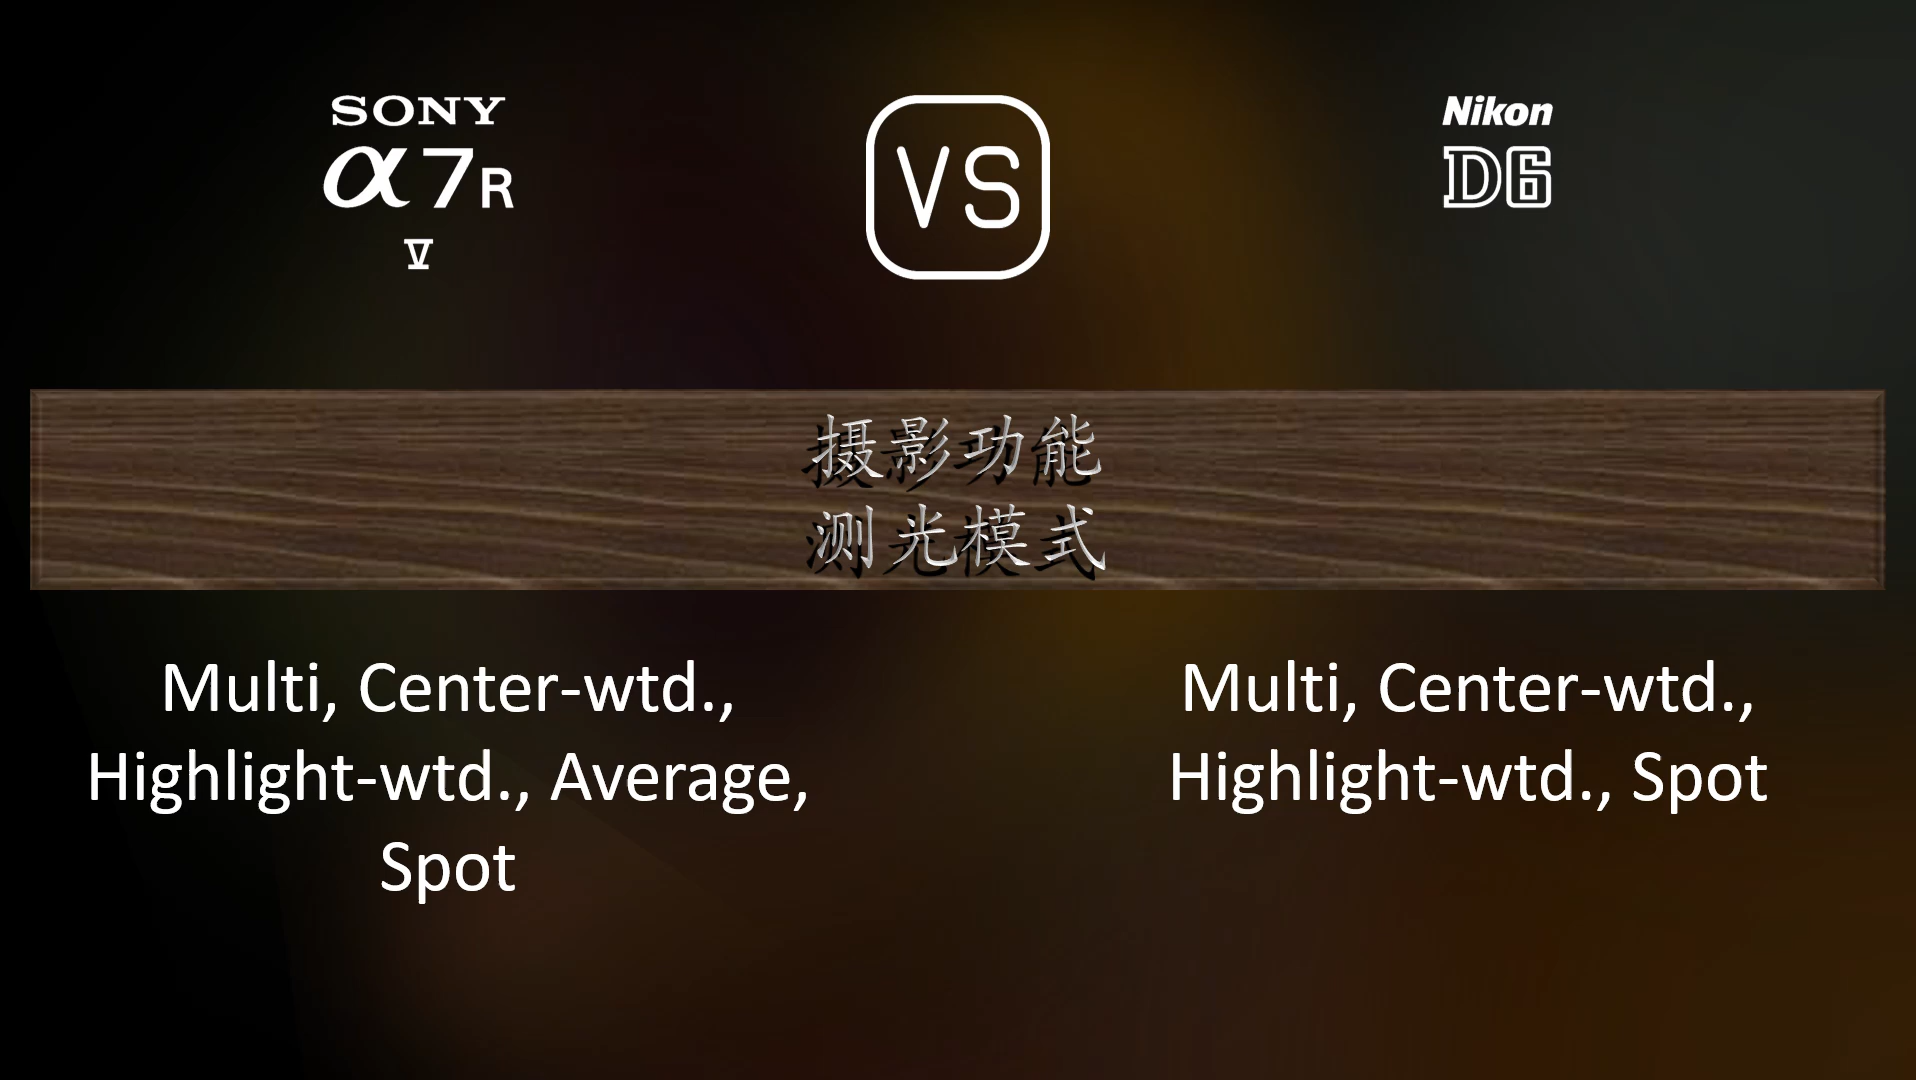 SONY
α7R
V
VS
Nikon
D6
摄影功能
测光模式
Multi, Center-wtd.,
Highlight-wtd., Average,
Spot
Multi, Center-wtd.,
Highlight-wtd., Spot